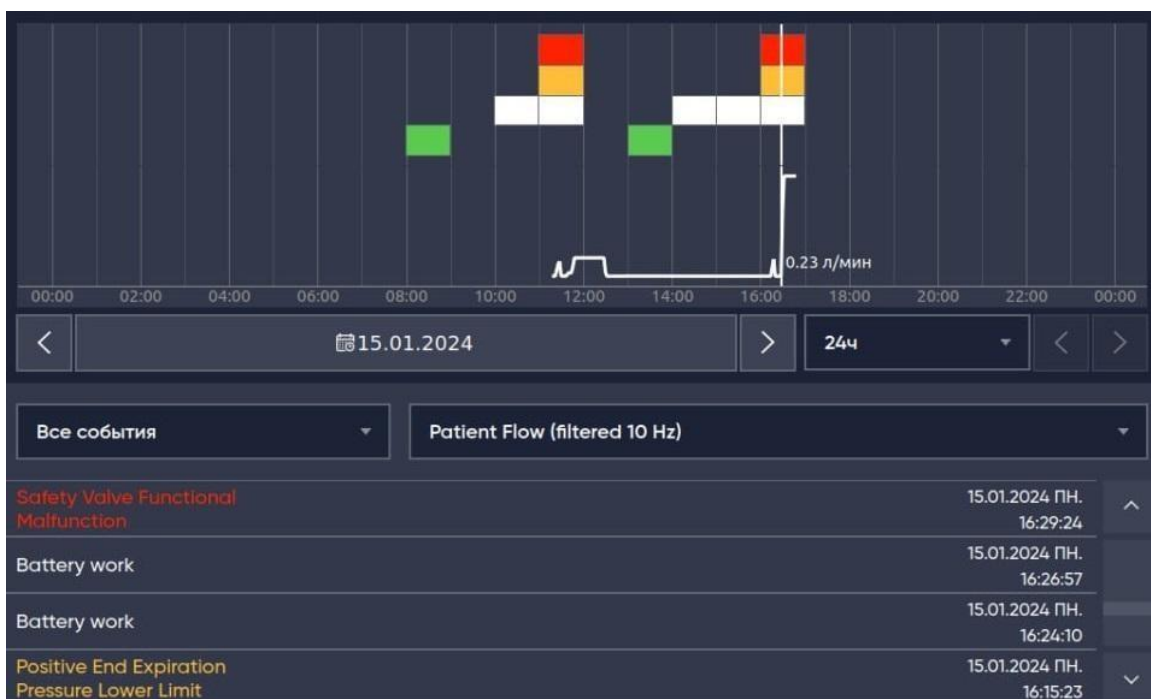 0.23 л/мин
00:00 02:00 04:00 06:00 08:00 10:00 12:00 14:00 16:00 18:00 20:00 22:00 00:00
15.01.2024
24ч
Все события
Patient Flow (filtered 10 Hz)
Safety Valve Functional
Malfunction
15.01.2024 ПН.
16:29:24
Battery work
15.01.2024 ПН.
16:26:57
Battery work
15.01.2024 ПН.
16:24:10
Positive End Expiration
Pressure Lower Limit
15.01.2024 ПН.
16:15:23